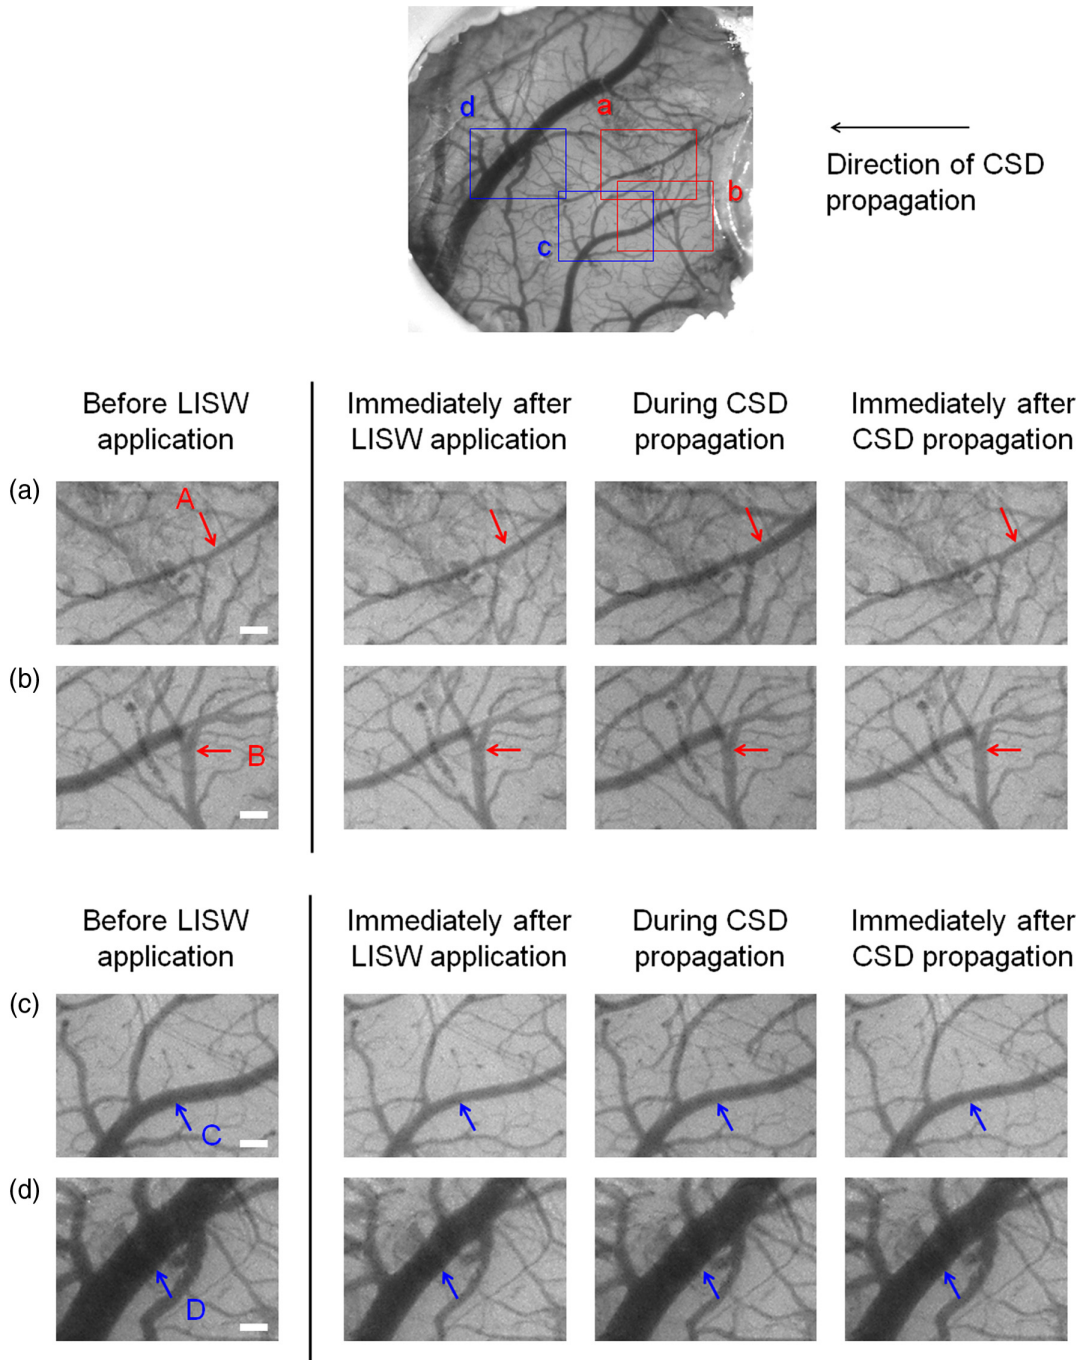 d
a
b
c
Direction of CSD
propagation
Before LISW
application
Immediately after
LISW application
During CSD
propagation
Immediately after
CSD propagation
(a)
A
(b)
B
Before LISW
application
Immediately after
LISW application
During CSD
propagation
Immediately after
CSD propagation
(c)
C
(d)
D